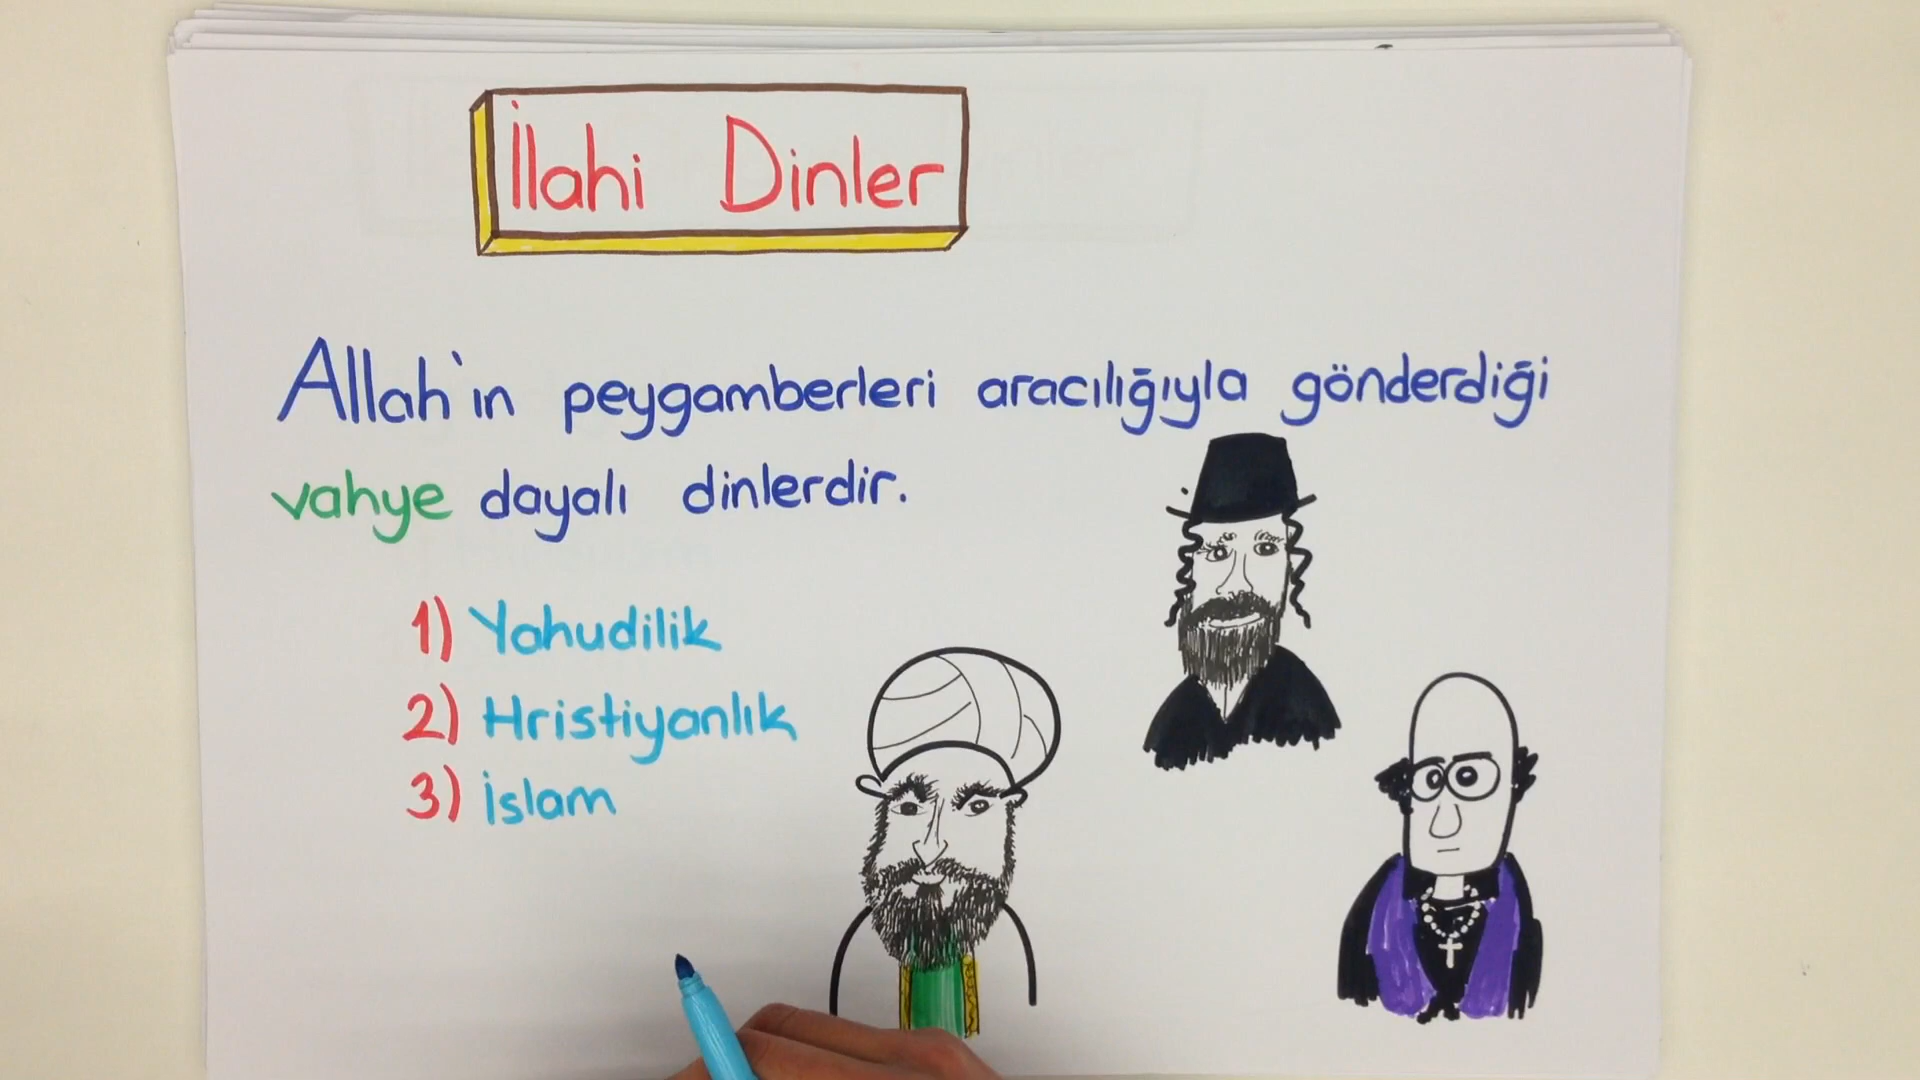 İlahi Dinler
Allah'ın peygamberleri aracılığıyla gönderdiği
vahye dayalı dinlerdir.
1) Yahudilik
2) Hristiyanlık
3) İslam